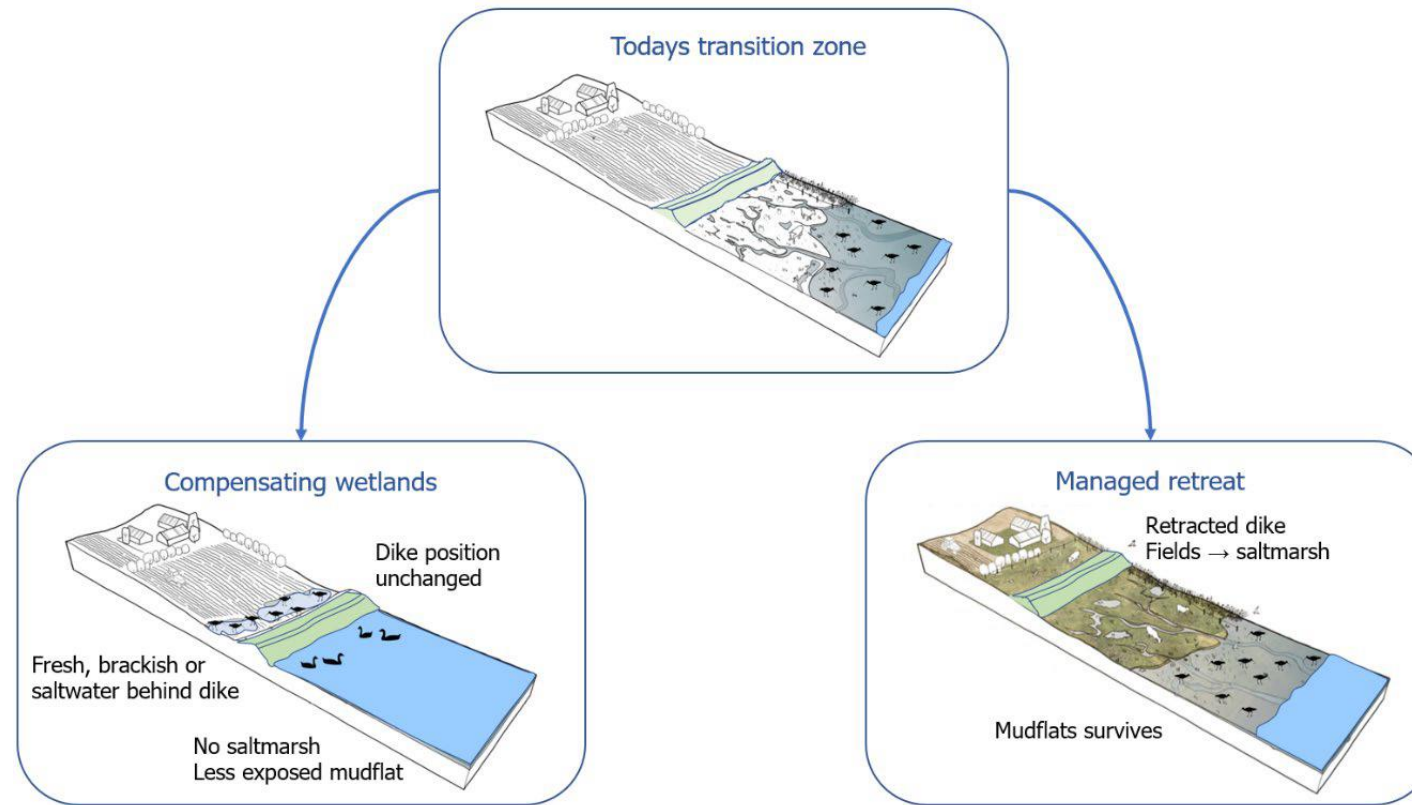 Todays transition zone
Compensating wetlands
Dike position
unchanged
Fresh, brackish or
saltwater behind dike
No saltmarsh
Less exposed mudflat
Managed retreat
Retracted dike
Fields → saltmarsh
Mudflats survives